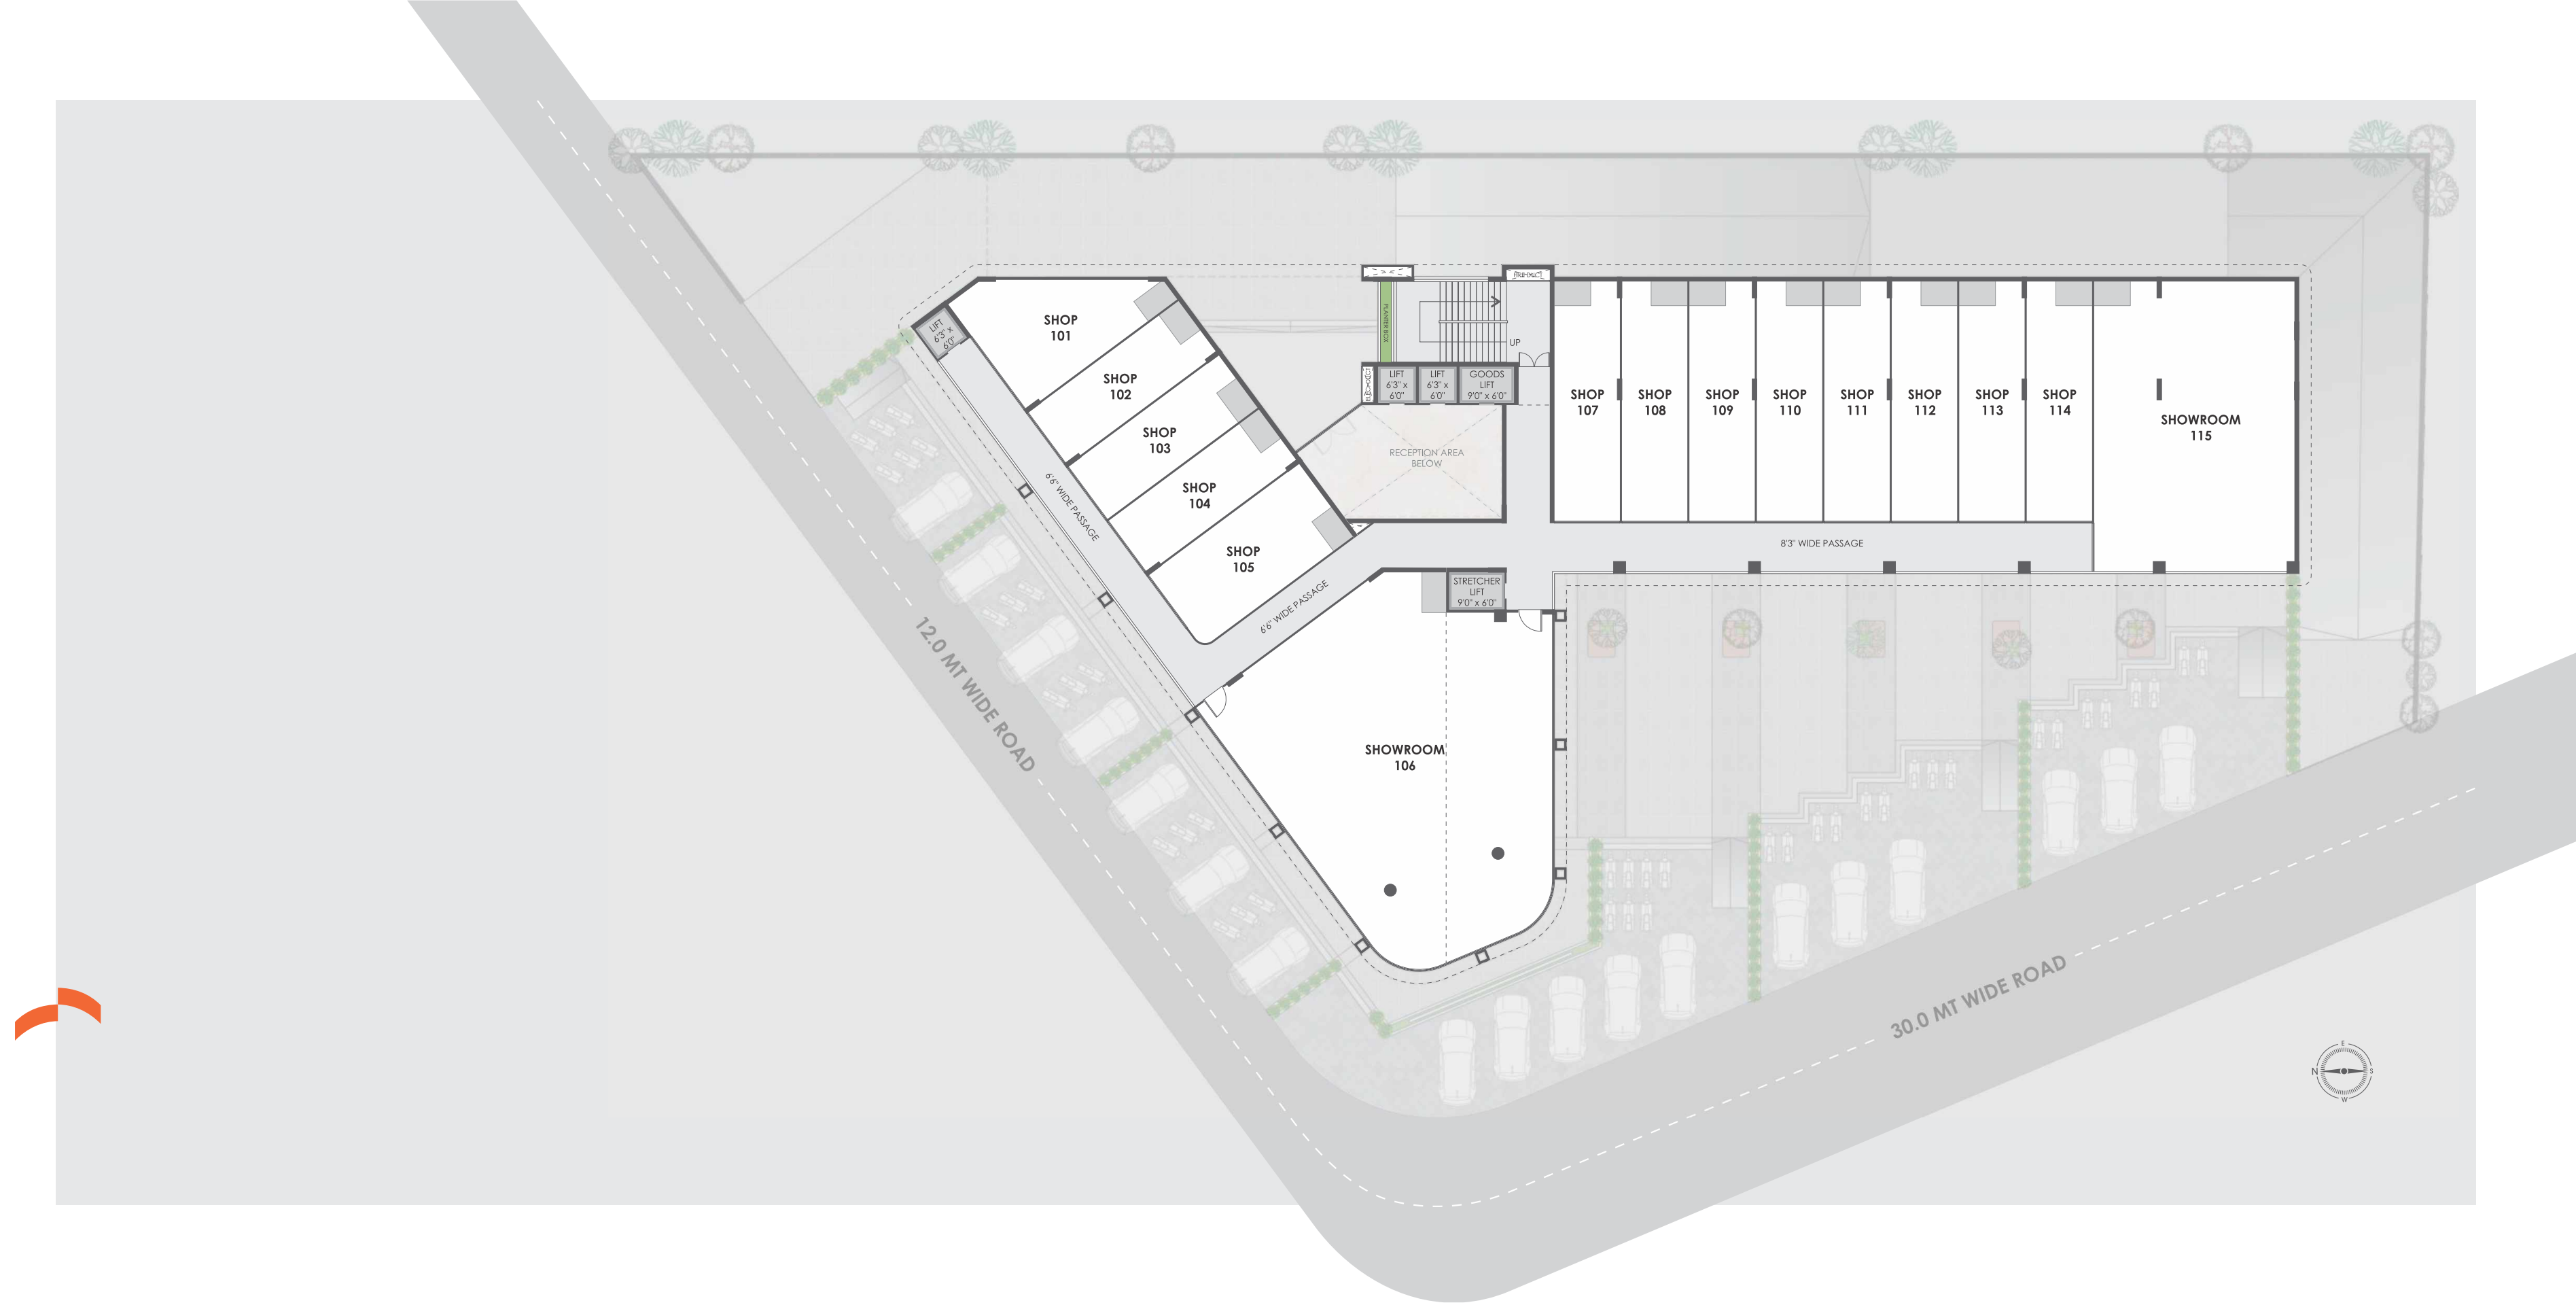 SHOP
101
SHOP
102
SHOP
103
SHOP
104
SHOP
105
LIFT
6'3" x
6'0"
6'6" WIDE PASSAGE
6'6" WIDE PASSAGE
PLANTER BOX
UP
LIFT
6'3" x
6'0"
LIFT
6'3" x
6'0"
GOODS
LIFT
9'0" x 6'0"
RECEPTION AREA
BELOW
SHOP
107
SHOP
108
SHOP
109
SHOP
110
SHOP
111
SHOP
112
SHOP
113
SHOP
114
SHOWROOM
115
8'3" WIDE PASSAGE
STRETCHER
LIFT
9'0" x 6'0"
SHOWROOM
106
12.0 MT WIDE ROAD
30.0 MT WIDE ROAD
E
N
S
W